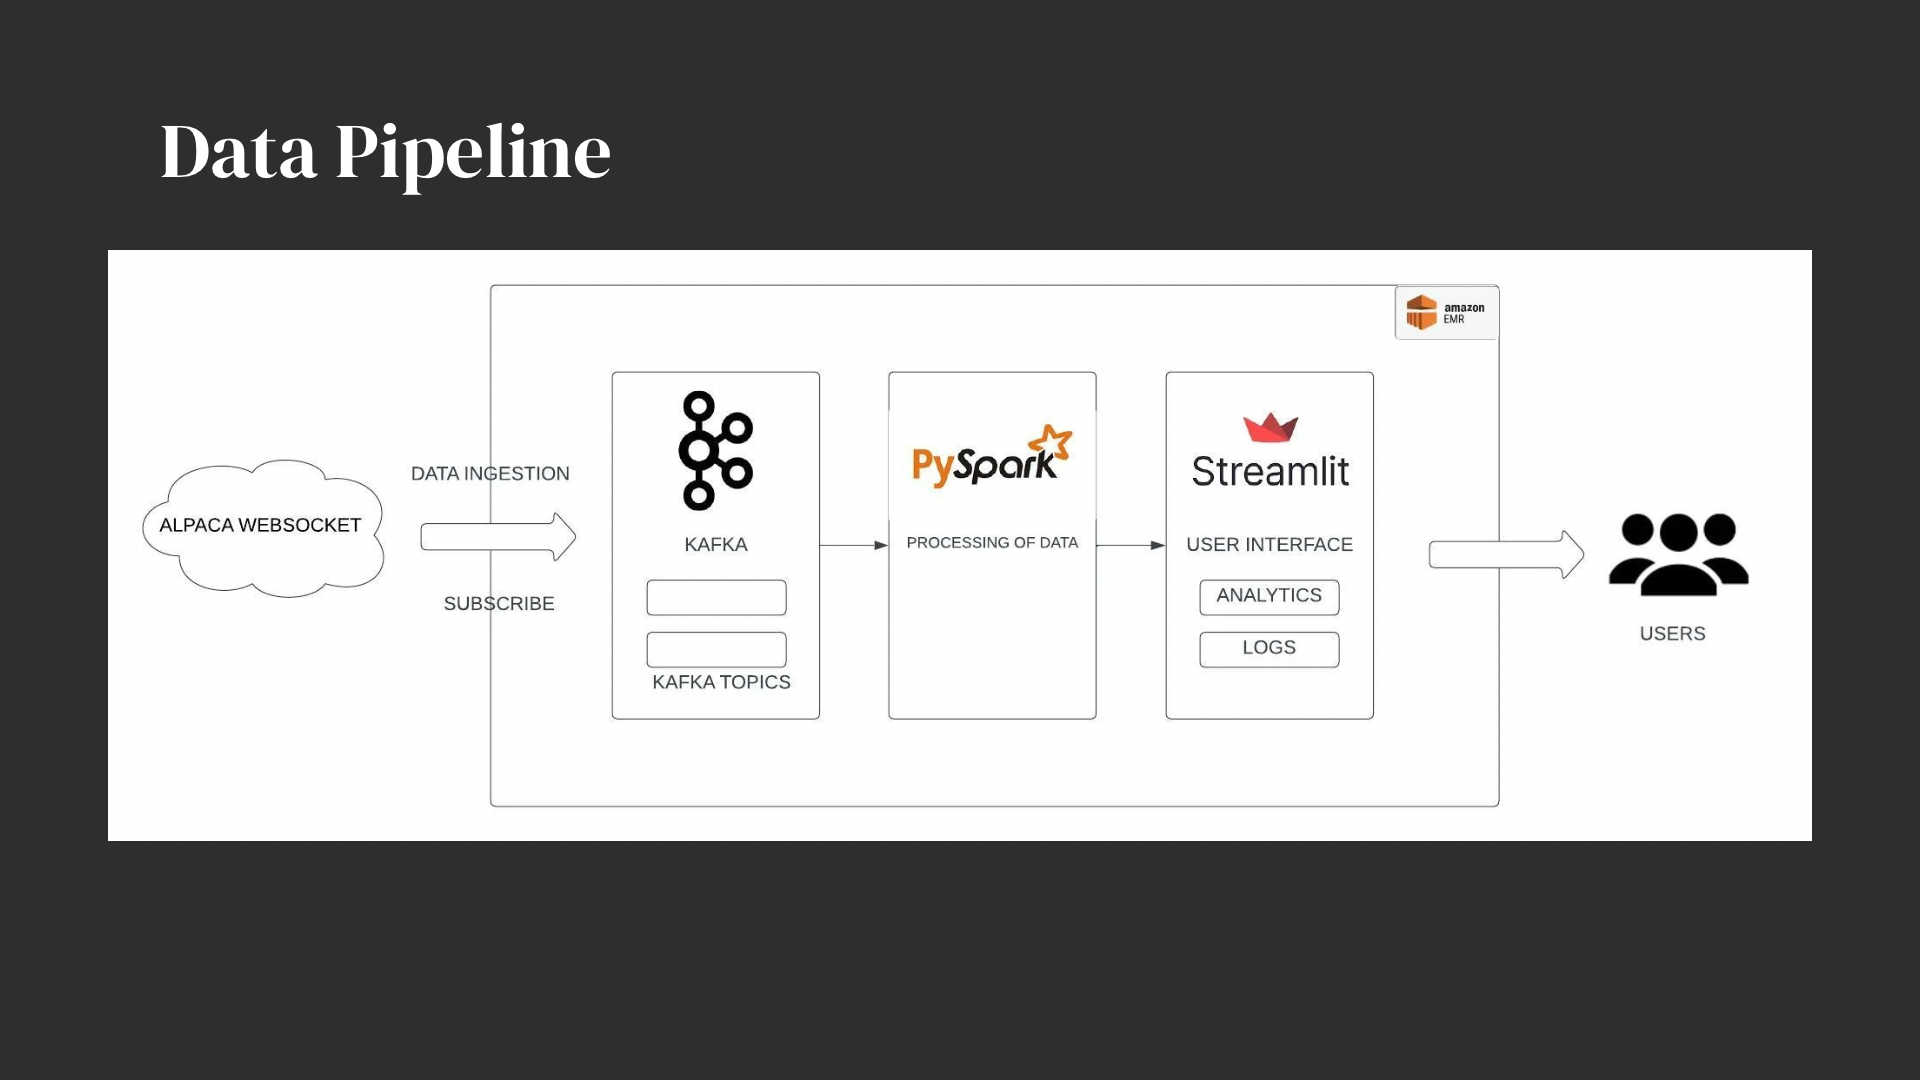 Data Pipeline
amazon
EMR
ALPACA WEBSOCKET
DATA INGESTION
SUBSCRIBE
KAFKA
KAFKA TOPICS
PySpark
PROCESSING OF DATA
Streamlit
USER INTERFACE
ANALYTICS
LOGS
USERS